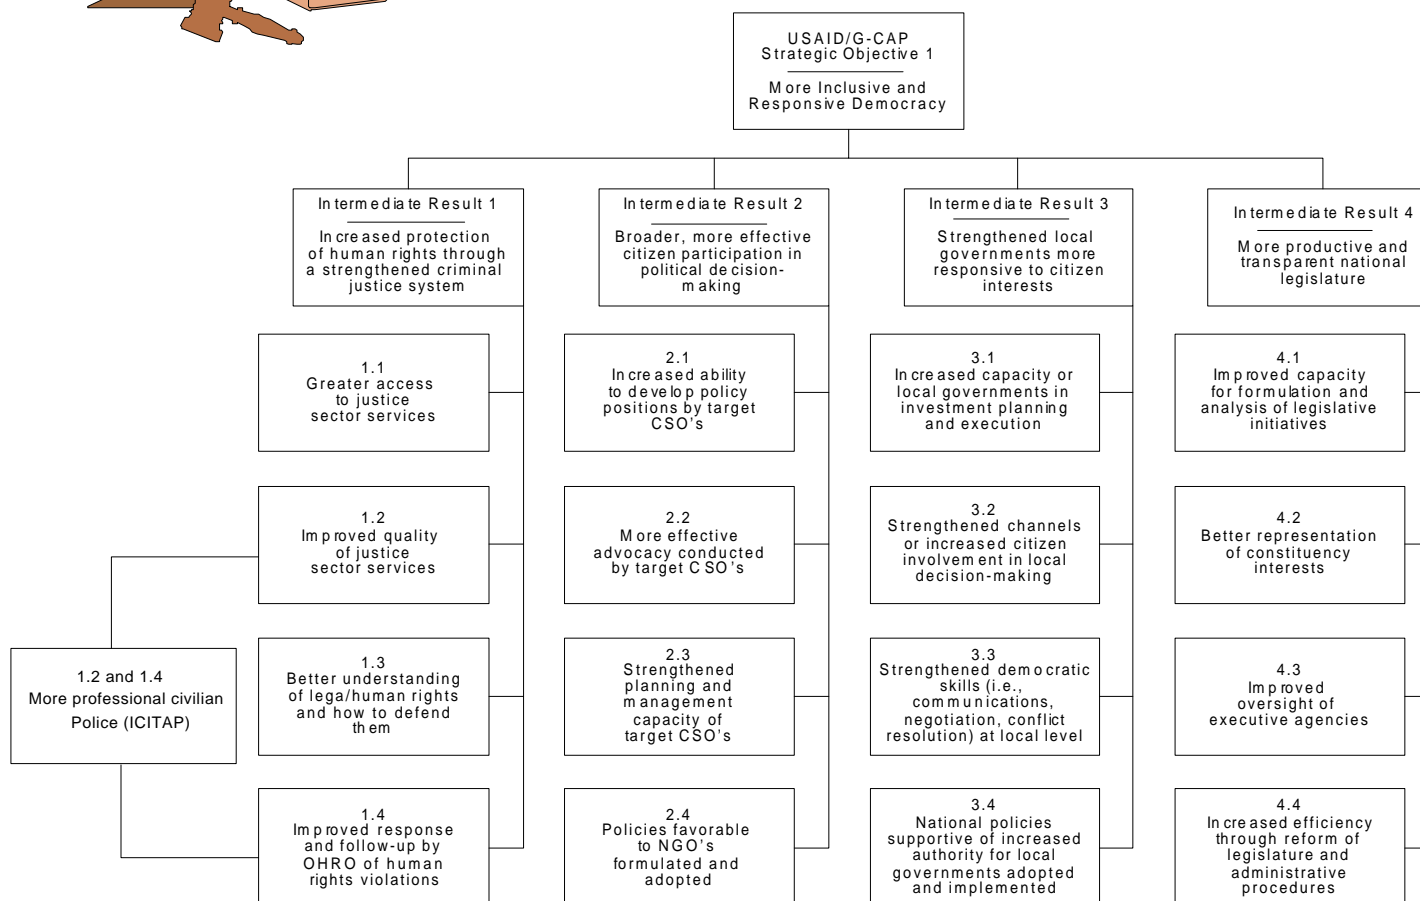 USAID/G-CAP
Strategic Objective 1
More Inclusive and
Responsive Democracy
Intermediate Result 1
Increased protection
of human rights through
a strengthened criminal
justice system
Intermediate Result 2
Broader, more effective
citizen participation in
political decision-
making
Intermediate Result 3
Strengthened local
governments more
responsive to citizen
interests
Intermediate Result 4
More productive and
transparent national
legislature
1.1
Greater access
to justice
sector services
2.1
Increased ability
to develop policy
positions by target
CSO's
3.1
Increased capacity or
local governments in
investment planning
and execution
4.1
Improved capacity
for formulation and
analysis of legislative
initiatives
1.2
Improved quality
of justice
sector services
2.2
More effective
advocacy conducted
by target CSO's
3.2
Strengthened channels
or increased citizen
involvement in local
decision-making
4.2
Better representation
of constituency
interests
1.2 and 1.4
More professional civilian
Police (ICITAP)
1.3
Better understanding
of lega/human rights
and how to defend
them
2.3
Strengthened
planning and
management
capacity of
target CSO's
3.3
Strengthened democratic
skills (i.e.,
communications,
negotiation, conflict
resolution) at local level
4.3
Improved
oversight of
executive agencies
1.4
Improved response
and follow-up by
OHRO of human
rights violations
2.4
Policies favorable
to NGO's
formulated and
adopted
3.4
National policies
supportive of increased
authority for local
governments adopted
and implemented
4.4
Increased efficiency
through reform of
legislature and
administrative
procedures